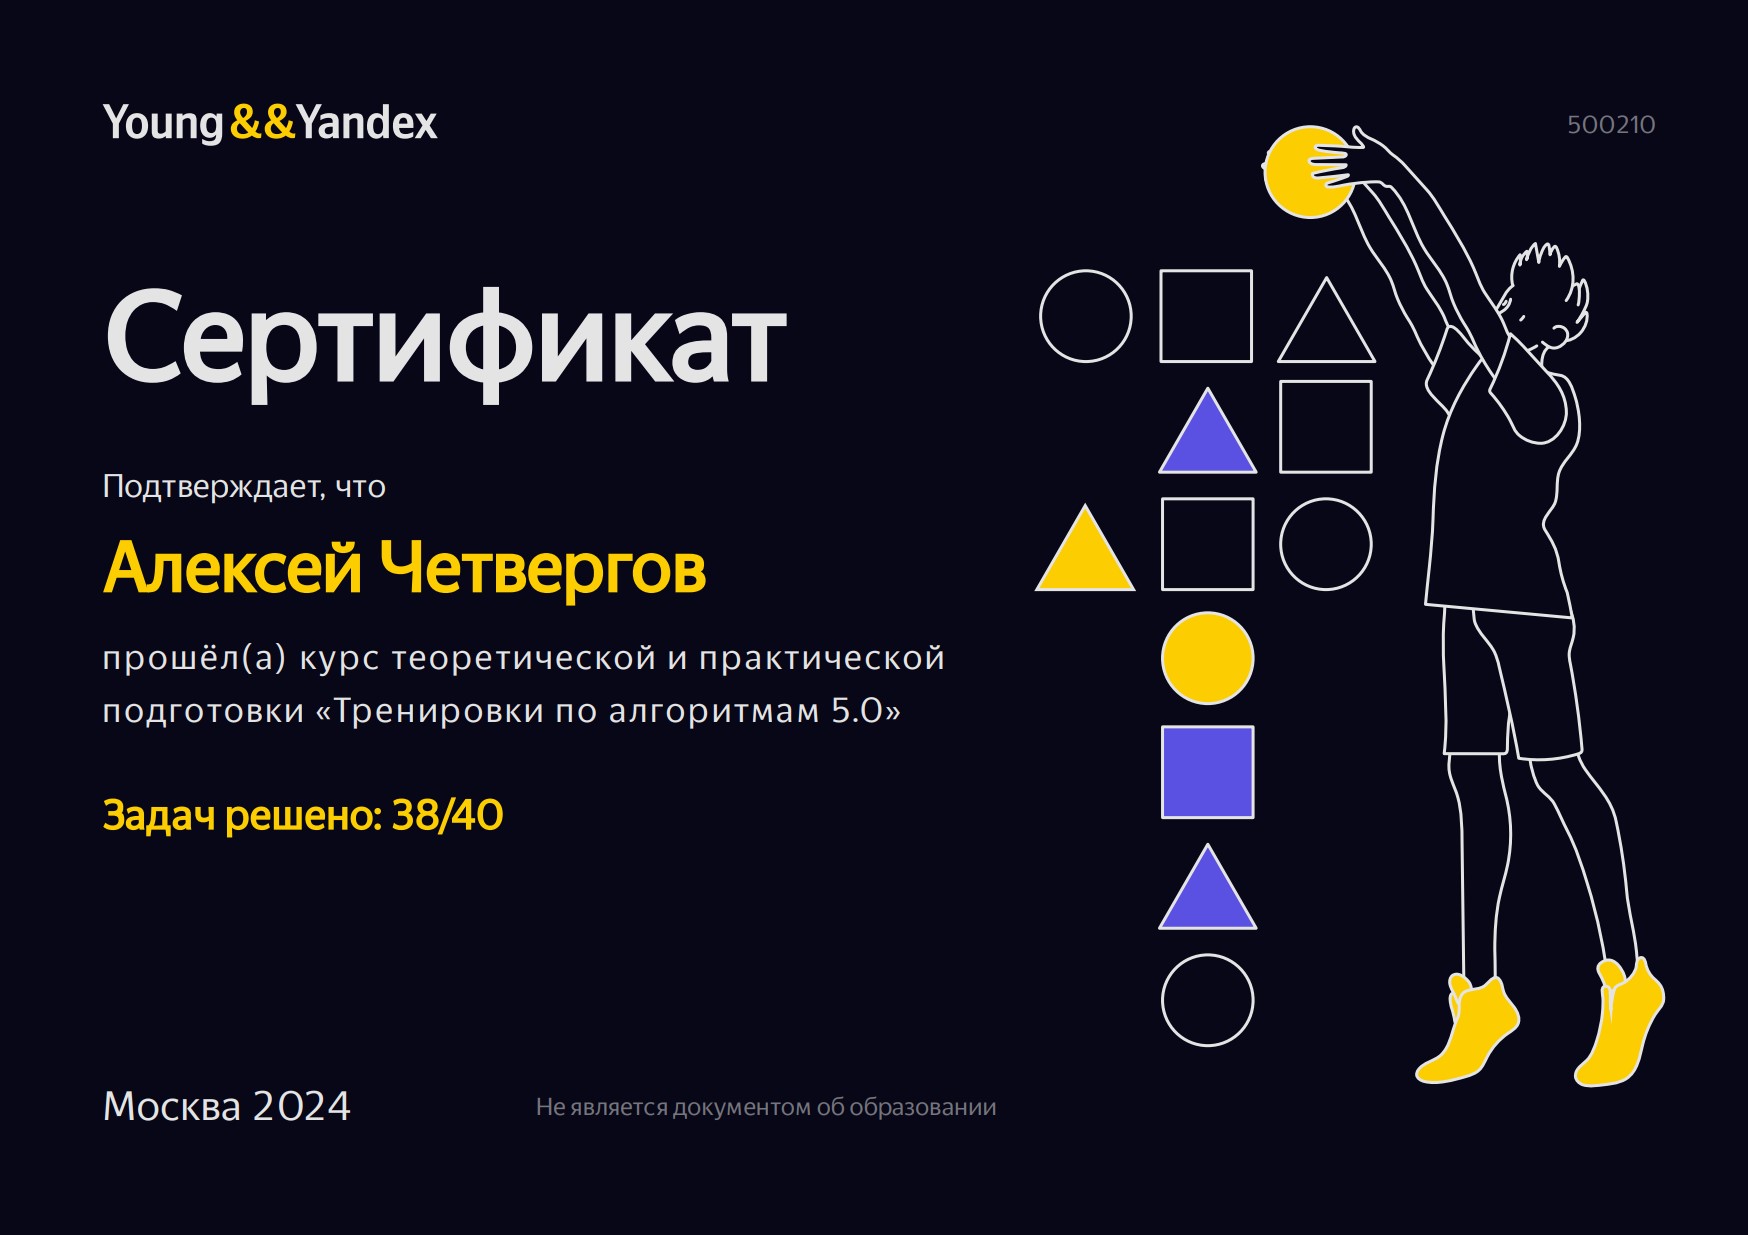 Young&&Yandex
500210
Сертификат
Подтверждает, что
Алексей Четвергов
прошёл(а) курс теоретической и практической
подготовки «Тренировки по алгоритмам 5.0»
Задач решено: 38/40
Москва 2024
Не является документом об образовании